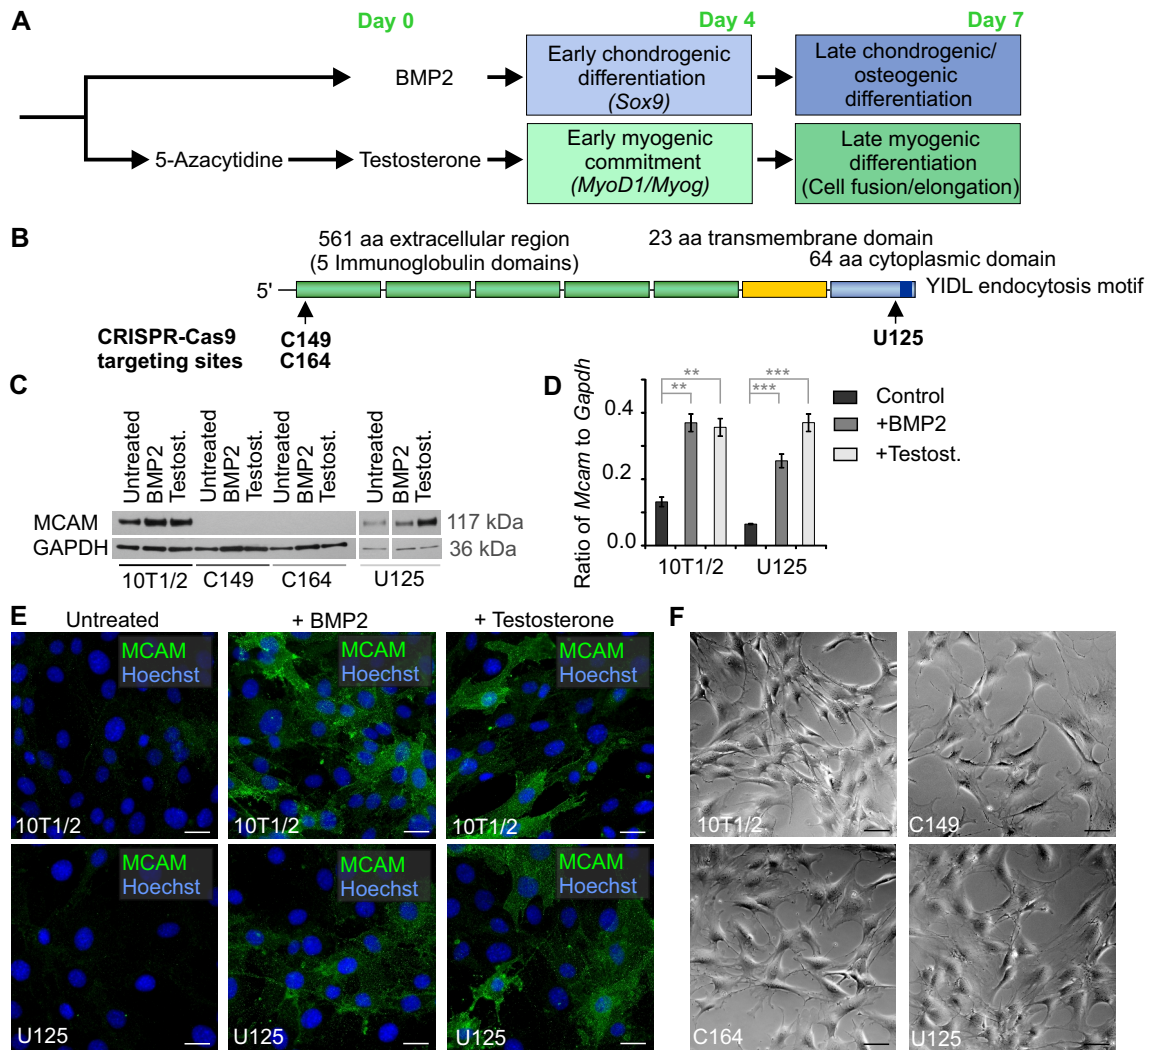 A
Day 0
Day 4
Day 7
BMP2
Early chondrogenic
differentiation
(Sox9)
Late chondrogenic/
osteogenic
differentiation
5-Azacytidine
Testosterone
Early myogenic
commitment
(MyoD1/Myog)
Late myogenic
differentiation
(Cell fusion/elongation)
B
561 aa extracellular region
(5 Immunoglobulin domains)
23 aa transmembrane domain
64 aa cytoplasmic domain
5'
YIDL endocytosis motif
CRISPR-Cas9
targeting sites
C149
C164
U125
C
Untreated
BMP2
Testost.
Untreated
BMP2
Testost.
Untreated
BMP2
Testost.
Untreated
BMP2
Testost.
MCAM
117 kDa
GAPDH
36 kDa
10T1/2
C149
C164
U125
D
Ratio of Mcam to Gapdh
0.4
0.2
0.0
**
**
***
***
10T1/2
U125
Control
+BMP2
+Testost.
E
Untreated
+ BMP2
+ Testosterone
MCAM
Hoechst
10T1/2
MCAM
Hoechst
10T1/2
MCAM
Hoechst
10T1/2
MCAM
Hoechst
U125
MCAM
Hoechst
U125
MCAM
Hoechst
U125
F
10T1/2
C149
C164
U125